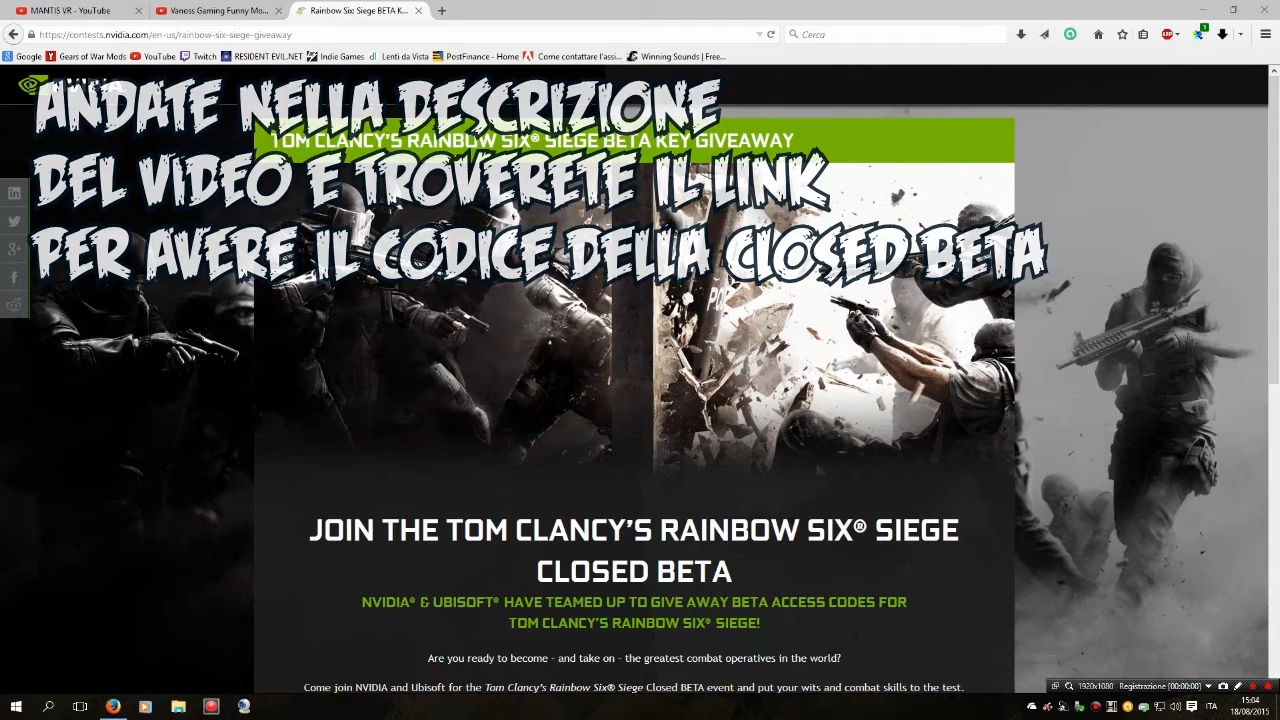 MANTIS VR - YouTube
Vanoss Gaming Funny Mo...
Rainbow Six: Siege BETA K...
https://contests.nvidia.com/en-us/rainbow-six-siege-giveaway
Cerca
Google
Gears of War Mods
YouTube
Twitch
RESIDENT EVIL.NET
Indie Games
Lenti da Vista
PostFinance - Home
Come contattare l'assi...
Winning Sounds | Free...
ANDATE NELLA DESCRIZIONE
TOM CLANCY'S RAINBOW SIX® SIEGE BETA KEY GIVEAWAY
DEL VIDEO E TROVERETE IL LINK
PER AVERE IL CODICE DELLA CLOSED BETA
JOIN THE TOM CLANCY'S RAINBOW SIX® SIEGE
CLOSED BETA
NVIDIA® & UBISOFT® HAVE TEAMED UP TO GIVE AWAY BETA ACCESS CODES FOR
TOM CLANCY'S RAINBOW SIX® SIEGE!
Are you ready to become - and take on - the greatest combat operatives in the world?
Come join NVIDIA and Ubisoft for the Tom Clancy's Rainbow Six® Siege Closed BETA event and put your wits and combat skills to the test.
1920x1080
Registrazione [00:00:00]
ITA
15:04
18/08/2015